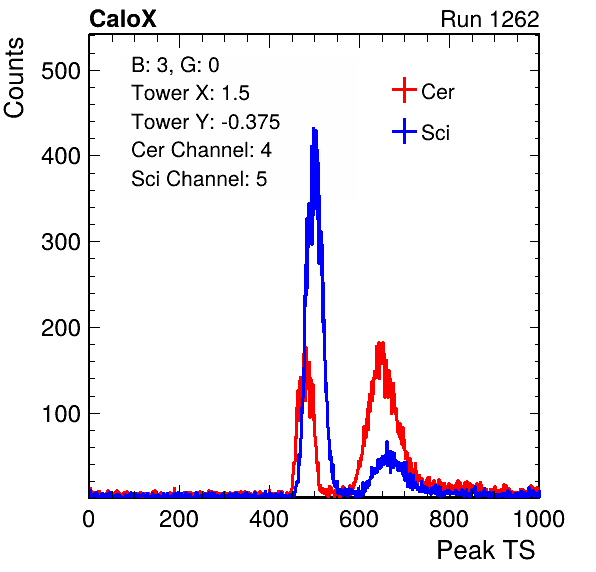 CaloX
Run 1262
Counts
500
400
300
200
100
B: 3, G: 0
Tower X: 1.5
Tower Y: -0.375
Cer Channel: 4
Sci Channel: 5
Cer
Sci
0
200
400
600
800
1000
Peak TS